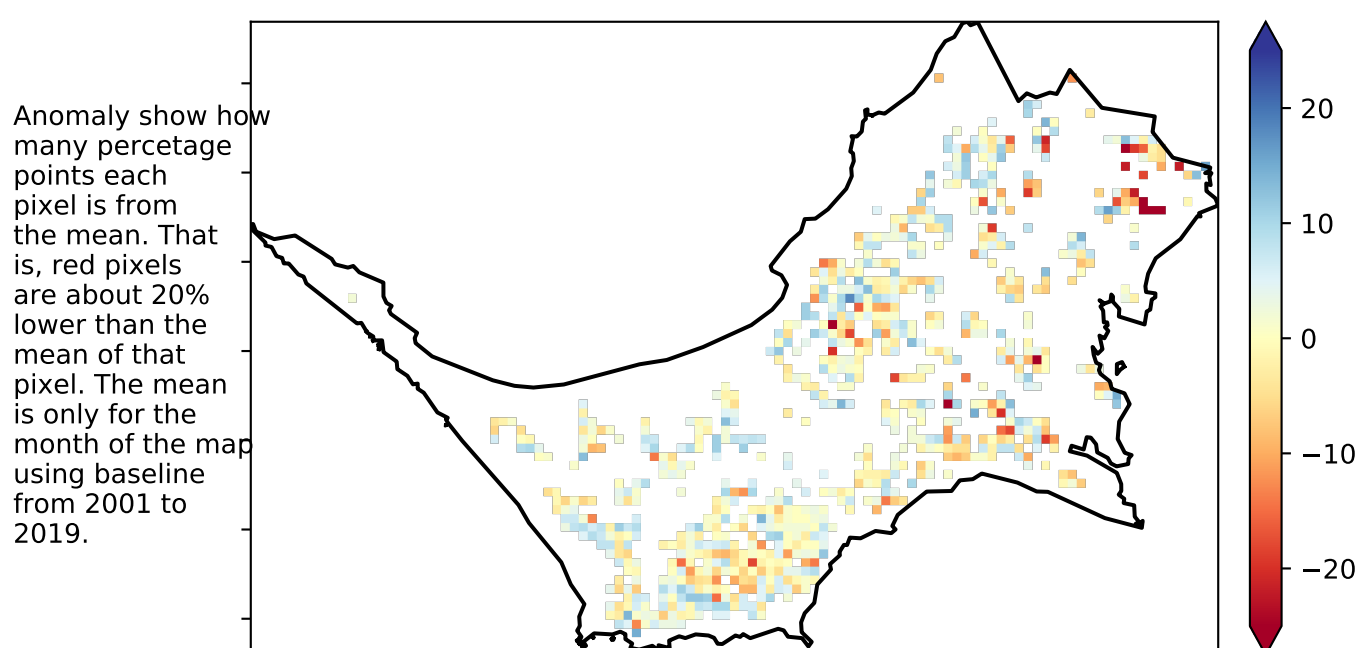 Anomaly show how
many percetage
points each
pixel is from
the mean. That
is, red pixels
are about 20%
lower than the
mean of that
pixel. The mean
is only for the
month of the map
using baseline
from 2001 to
2019.
20
10
0
−10
−20